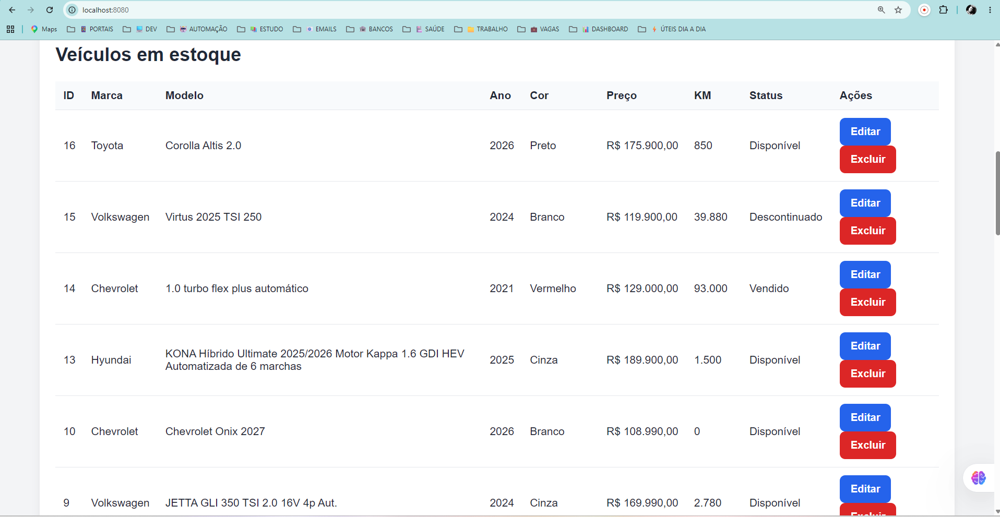 localhost:8080
Maps PORTAIS DEV AUTOMAÇÃO ESTUDO EMAILS BANCOS SAÚDE TRABALHO VAGAS DASHBOARD ÚTEIS DIA A DIA
Veículos em estoque
ID Marca Modelo Ano Cor Preço KM Status Ações
16 Toyota Corolla Altis 2.0 2026 Preto R$ 175.900,00 850 Disponível Editar
Excluir
15 Volkswagen Virtus 2025 TSI 250 2024 Branco R$ 119.900,00 39.880 Descontinuado Editar
Excluir
14 Chevrolet 1.0 turbo flex plus automático 2021 Vermelho R$ 129.000,00 93.000 Vendido Editar
Excluir
13 Hyundai KONA Híbrido Ultimate 2025/2026 Motor Kappa 1.6 GDI HEV
Automatizada de 6 marchas 2025 Cinza R$ 189.900,00 1.500 Disponível Editar
Excluir
10 Chevrolet Chevrolet Onix 2027 2026 Branco R$ 108.990,00 0 Disponível Editar
Excluir
9 Volkswagen JETTA GLI 350 TSI 2.0 16V 4p Aut. 2024 Cinza R$ 169.990,00 2.780 Disponível Editar
Excluir